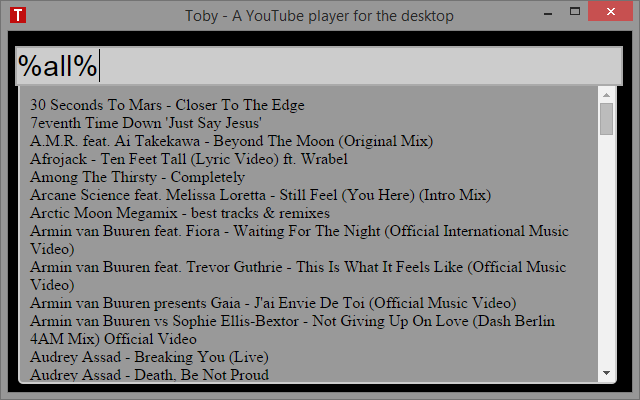 T Toby - A YouTube player for the desktop
%all%
30 Seconds To Mars - Closer To The Edge
7eventh Time Down 'Just Say Jesus'
A.M.R. feat. Ai Takekawa - Beyond The Moon (Original Mix)
Afrojack - Ten Feet Tall (Lyric Video) ft. Wrabel
Among The Thirsty - Completely
Arcane Science feat. Melissa Loretta - Still Feel (You Here) (Intro Mix)
Arctic Moon Megamix - best tracks & remixes
Armin van Buuren feat. Fiora - Waiting For The Night (Official International Music
Video)
Armin van Buuren feat. Trevor Guthrie - This Is What It Feels Like (Official Music
Video)
Armin van Buuren presents Gaia - J'ai Envie De Toi (Official Music Video)
Armin van Buuren vs Sophie Ellis-Bextor - Not Giving Up On Love (Dash Berlin
4AM Mix) Official Video
Audrey Assad - Breaking You (Live)
Audrey Assad - Death, Be Not Proud